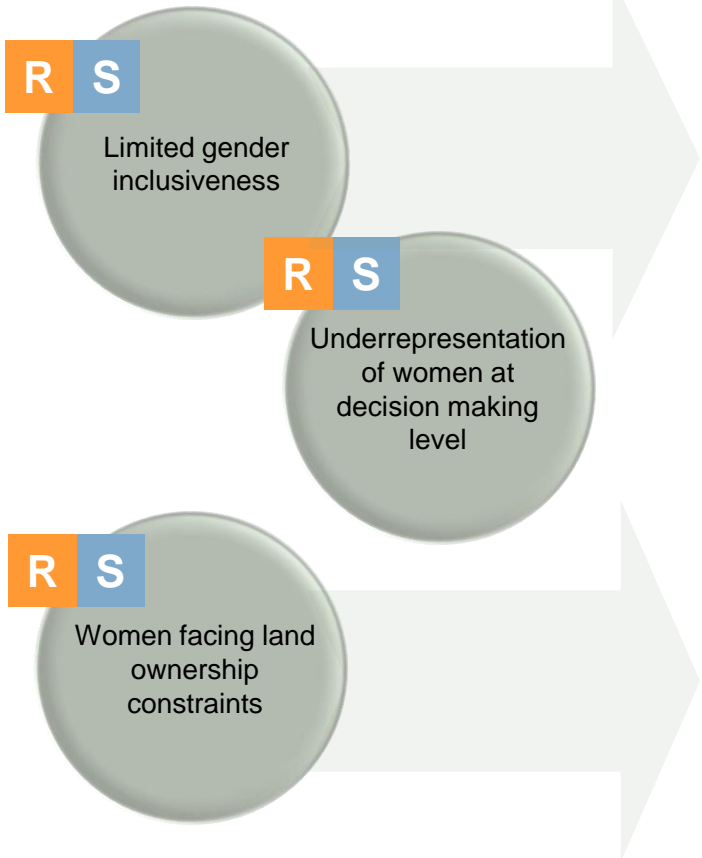 R S
Limited gender
inclusiveness
R S
Underrepresentation
of women at
decision making
level
R S
Women facing land
ownership
constraints